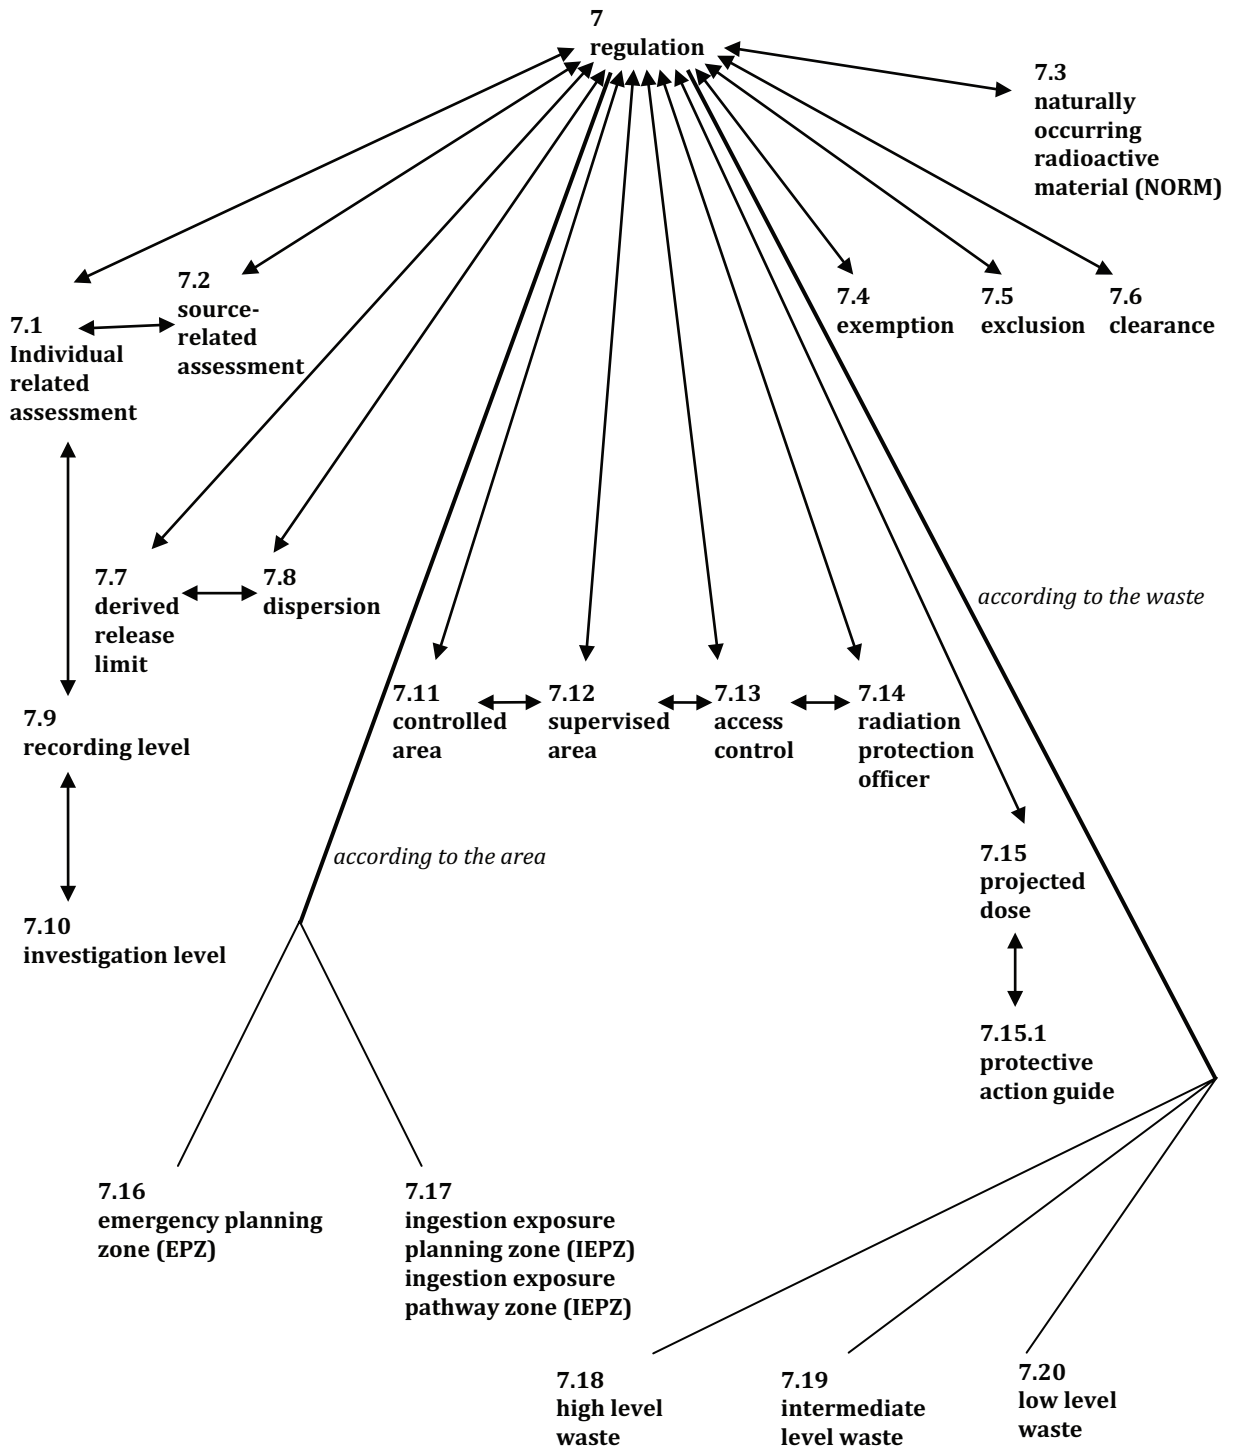 7
regulation
7.3
naturally
occurring
radioactive
material (NORM)
7.1
Individual
related
assessment
7.2
source-
related
assessment
7.4
exemption
7.5
exclusion
7.6
clearance
7.7
derived
release
limit
7.8
dispersion
according to the waste
7.9
recording level
7.11
controlled
area
7.12
supervised
area
7.13
access
control
7.14
radiation
protection
officer
according to the area
7.15
projected
dose
7.10
investigation level
7.15.1
protective
action guide
7.16
emergency planning
zone (EPZ)
7.17
ingestion exposure
planning zone (IEPZ)
ingestion exposure
pathway zone (IEPZ)
7.18
high level
waste
7.19
intermediate
level waste
7.20
low level
waste